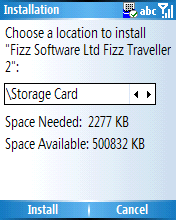 Installation abc
Choose a location to install
"Fizz Software Ltd Fizz Traveller
2":
\Storage Card
Space Needed: 2277 KB
Space Available: 500832 KB
Install Cancel